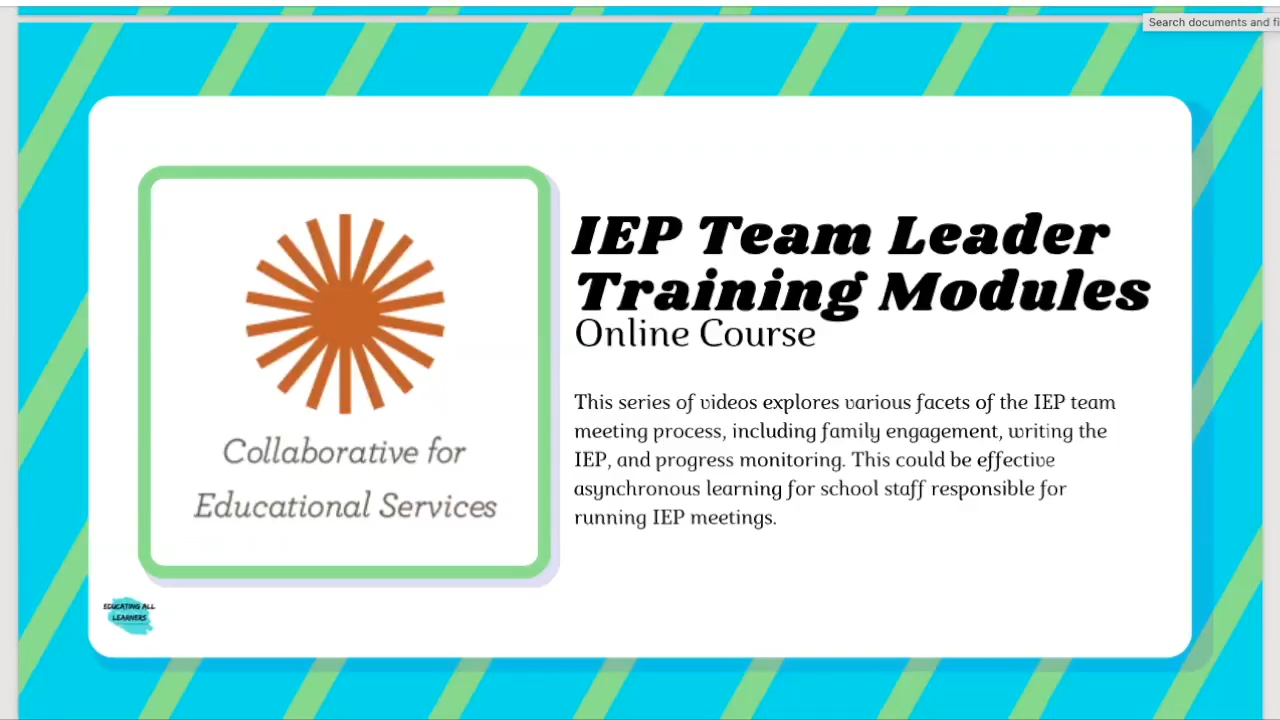 Search documents and fi
IEP Team Leader
Training Modules
Online Course
This series of videos explores various facets of the IEP team
meeting process, including family engagement, writing the
IEP, and progress monitoring. This could be effective
asynchronous learning for school staff responsible for
running IEP meetings.
Collaborative for
Educational Services
EDUCATING ALL
LEARNERS